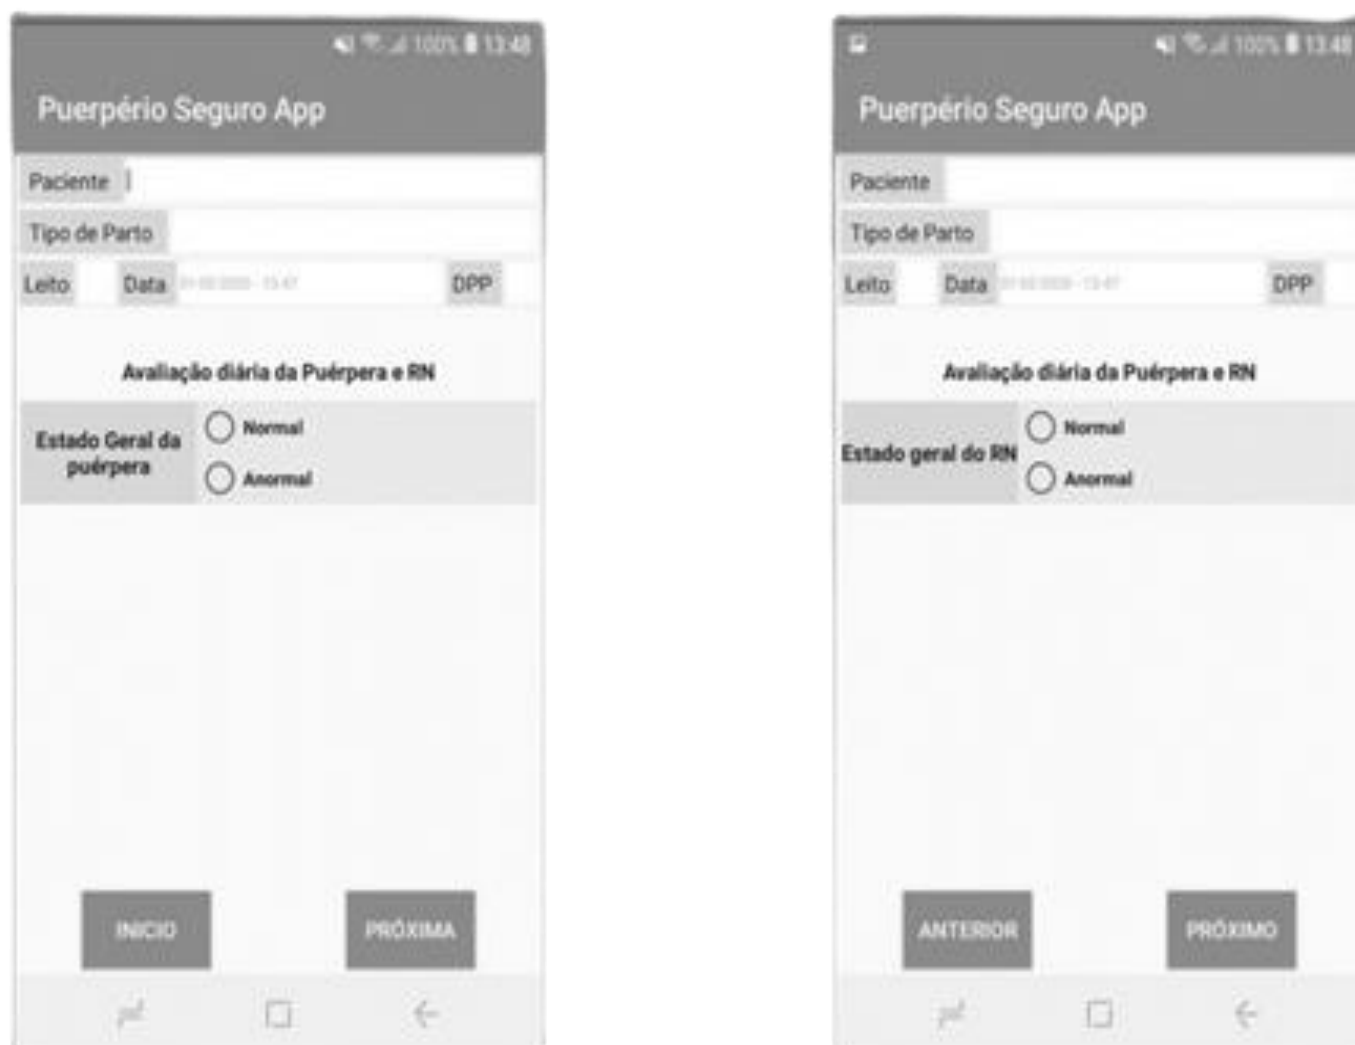 100% 13:48
Puerpério Seguro App
Paciente
Tipo de Parto
Leito Data DPP
Avaliação diária da Puérpera e RN
Estado Geral da puérpera
Normal
Anormal
INICIO PRÓXIMA
100% 13:48
Puerpério Seguro App
Paciente
Tipo de Parto
Leito Data DPP
Avaliação diária da Puérpera e RN
Estado geral do RN
Normal
Anormal
ANTERIOR PRÓXIMO